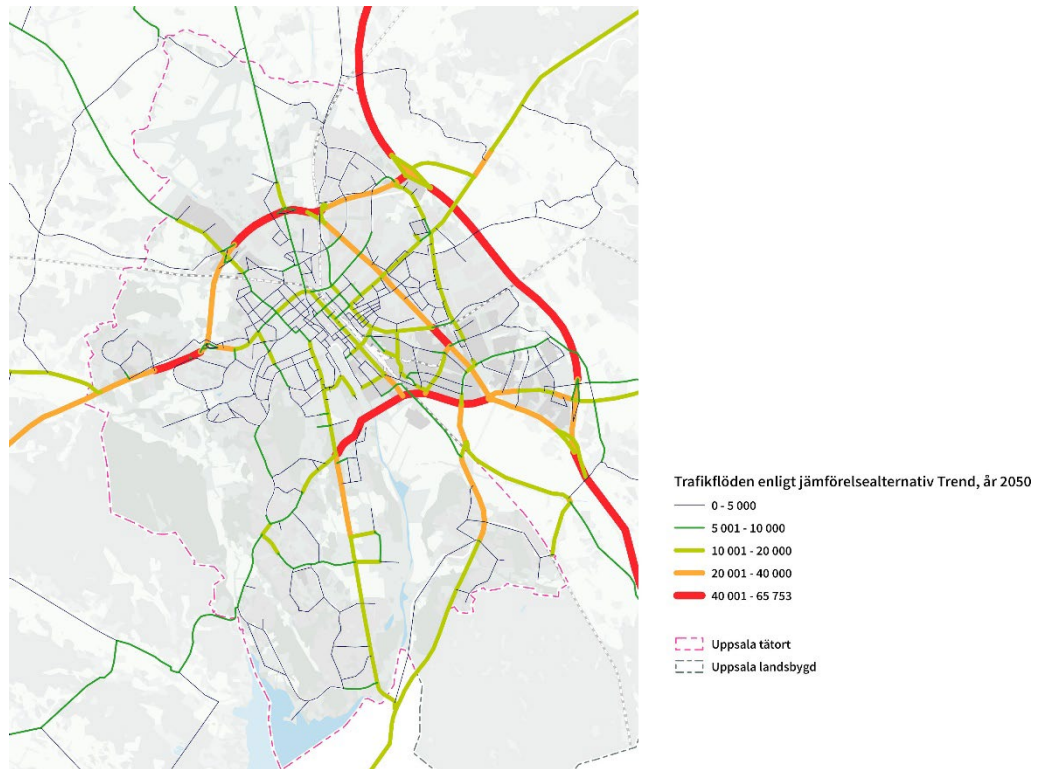 Trafikflöden enligt jämförelsealternativ Trend, år 2050
0 - 5 000
5 001 - 10 000
10 001 - 20 000
20 001 - 40 000
40 001 - 65 753
Uppsala tätort
Uppsala landsbygd